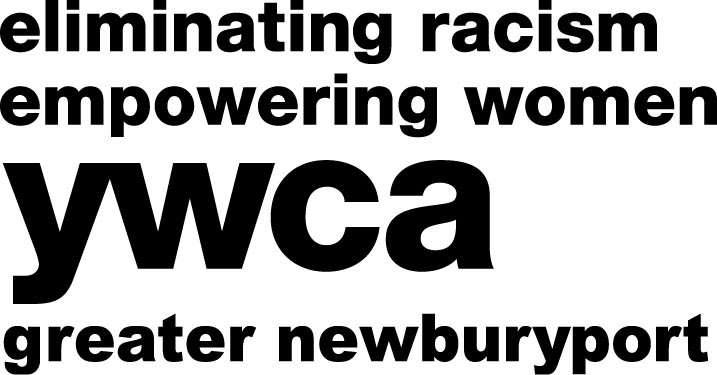 eliminating racism
empowering women
ywca
greater newburyport